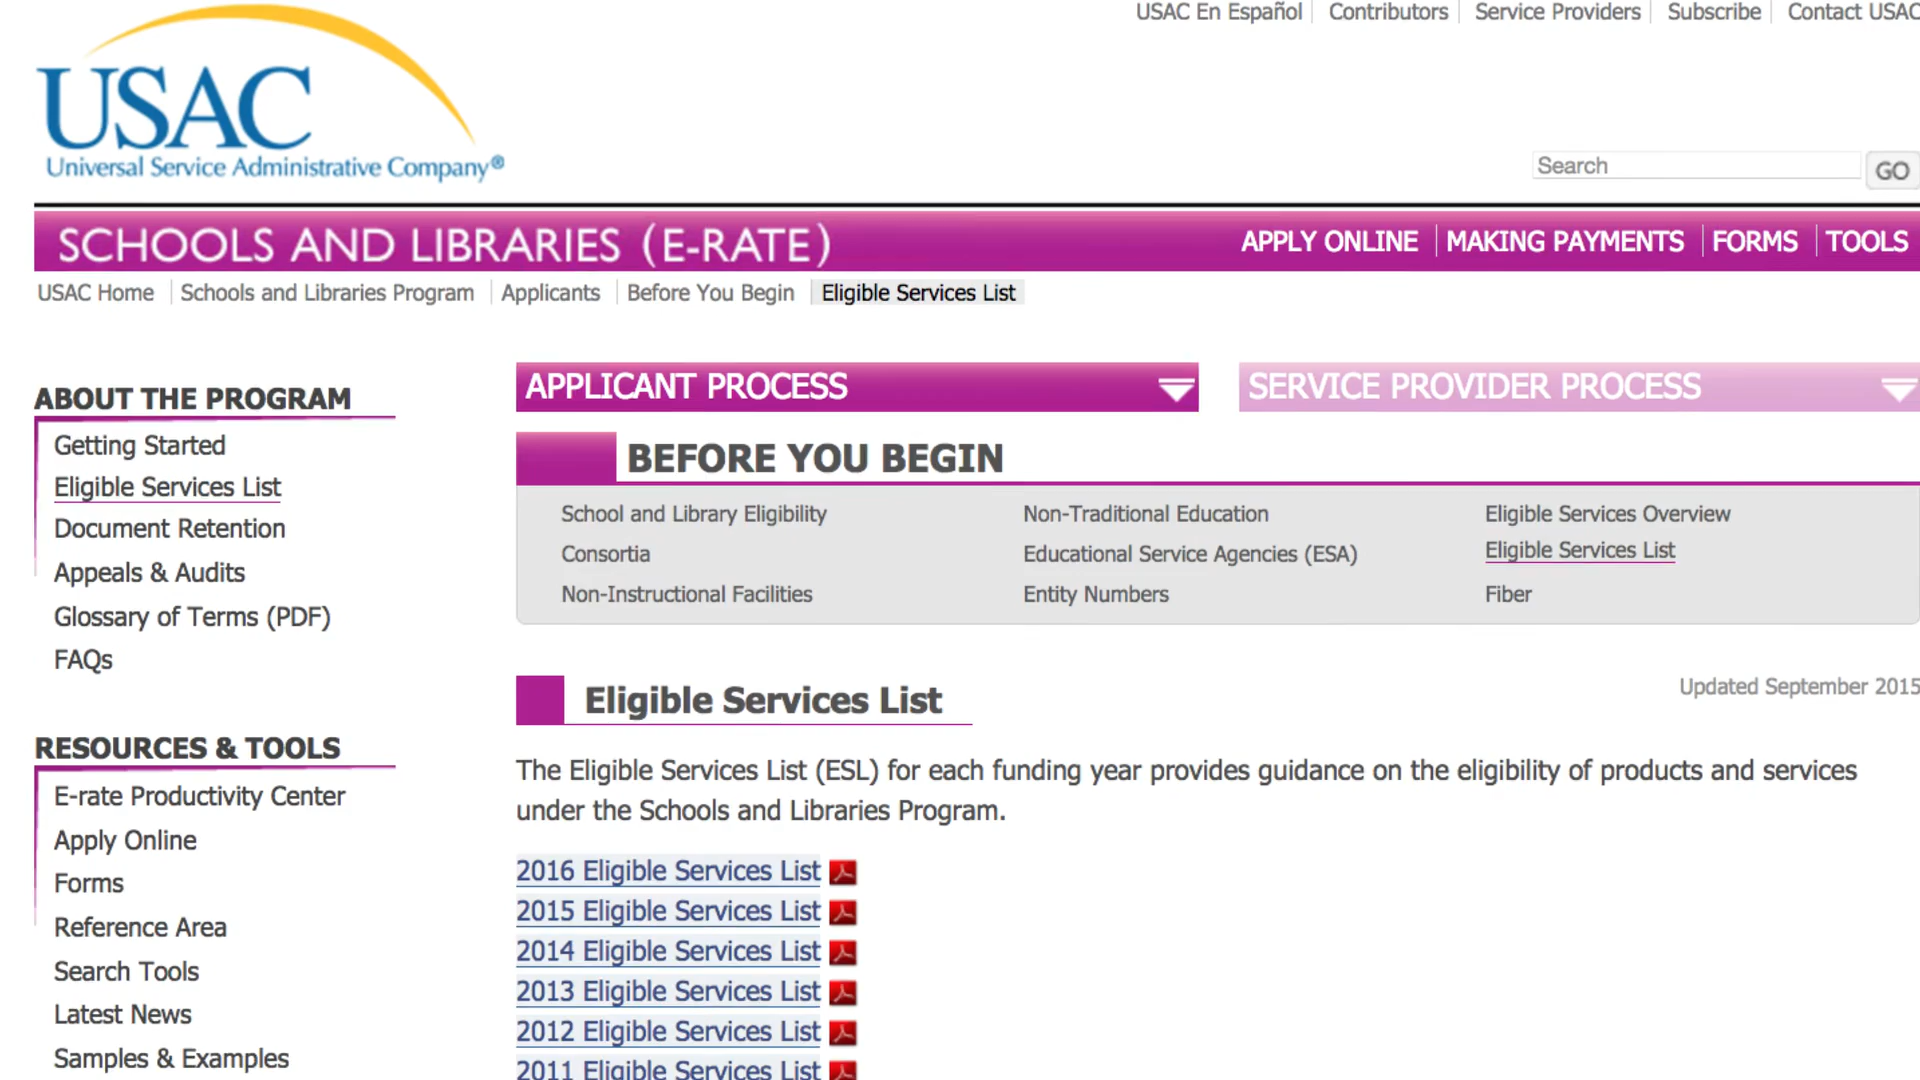 USAC En Español
Contributors
Service Providers
Subscribe
Contact USAC
USAC
Universal Service Administrative Company®
Search
GO
SCHOOLS AND LIBRARIES (E-RATE)
APPLY ONLINE
MAKING PAYMENTS
FORMS
TOOLS
USAC Home
Schools and Libraries Program
Applicants
Before You Begin
Eligible Services List
ABOUT THE PROGRAM
Getting Started
Eligible Services List
Document Retention
Appeals & Audits
Glossary of Terms (PDF)
FAQs
RESOURCES & TOOLS
E-rate Productivity Center
Apply Online
Forms
Reference Area
Search Tools
Latest News
Samples & Examples
APPLICANT PROCESS
SERVICE PROVIDER PROCESS
BEFORE YOU BEGIN
School and Library Eligibility
Non-Traditional Education
Eligible Services Overview
Consortia
Educational Service Agencies (ESA)
Eligible Services List
Non-Instructional Facilities
Entity Numbers
Fiber
Eligible Services List
Updated September 2015
The Eligible Services List (ESL) for each funding year provides guidance on the eligibility of products and services
under the Schools and Libraries Program.
2016 Eligible Services List
2015 Eligible Services List
2014 Eligible Services List
2013 Eligible Services List
2012 Eligible Services List
2011 Eligible Services List